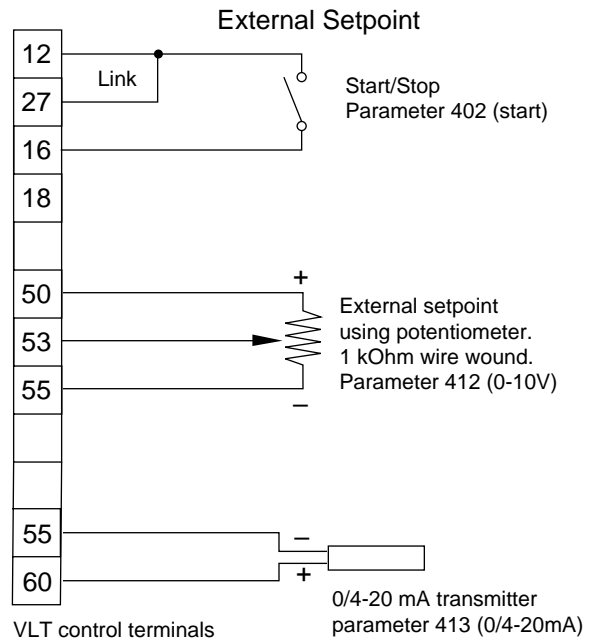 External Setpoint
12
Link
27
16
18
Start/Stop
Parameter 402 (start)
50
53
55
+
–
External setpoint
using potentiometer.
1 kOhm wire wound.
Parameter 412 (0-10V)
55
60
–
+
0/4-20 mA transmitter
parameter 413 (0/4-20mA)
VLT control terminals